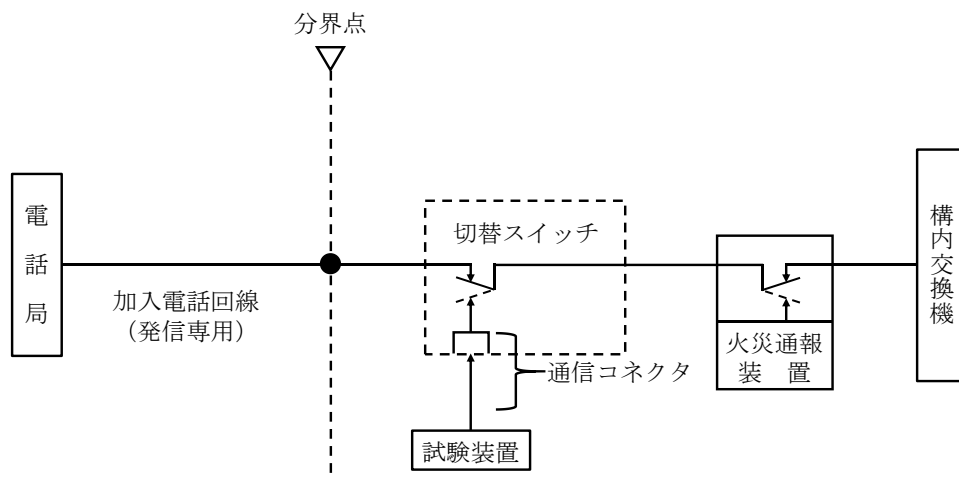 分界点
電話局
加入電話回線
（発信専用）
切替スイッチ
通信コネクタ
試験装置
火災通報
装置
構内交換機